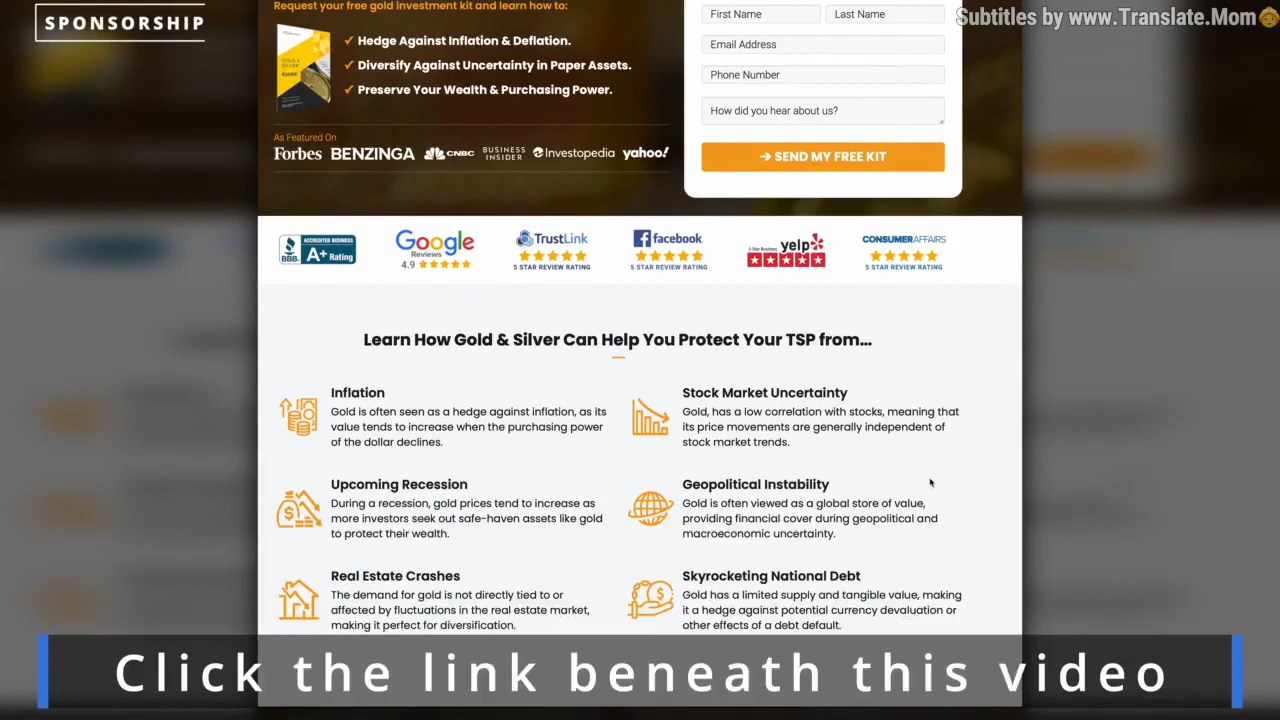 SPONSORSHIP
Subtitles by www.Translate.Mom
Request your free gold investment kit and learn how to:
✓ Hedge Against Inflation & Deflation.
✓ Diversify Against Uncertainty in Paper Assets.
✓ Preserve Your Wealth & Purchasing Power.
GOLD &
SILVER
GUIDE
As Featured On
Forbes BENZINGA CNBC BUSINESS INSIDER Investopedia yahoo!
First Name Last Name
Email Address
Phone Number
How did you hear about us?
➔ SEND MY FREE KIT
BBB ACCREDITED BUSINESS A+ Rating
Google Reviews 4.9
TrustLink 5 STAR REVIEW RATING
facebook 5 STAR REVIEW RATING
5-Star Business yelp
CONSUMERAFFAIRS 5 STAR REVIEW RATING
Learn How Gold & Silver Can Help You Protect Your TSP from...
Inflation
Gold is often seen as a hedge against inflation, as its
value tends to increase when the purchasing power
of the dollar declines.
Stock Market Uncertainty
Gold, has a low correlation with stocks, meaning that
its price movements are generally independent of
stock market trends.
Upcoming Recession
During a recession, gold prices tend to increase as
more investors seek out safe-haven assets like gold
to protect their wealth.
Geopolitical Instability
Gold is often viewed as a global store of value,
providing financial cover during geopolitical and
macroeconomic uncertainty.
Real Estate Crashes
The demand for gold is not directly tied to or
affected by fluctuations in the real estate market,
making it perfect for diversification.
Skyrocketing National Debt
Gold has a limited supply and tangible value, making
it a hedge against potential currency devaluation or
other effects of a debt default.
Click the link beneath this video